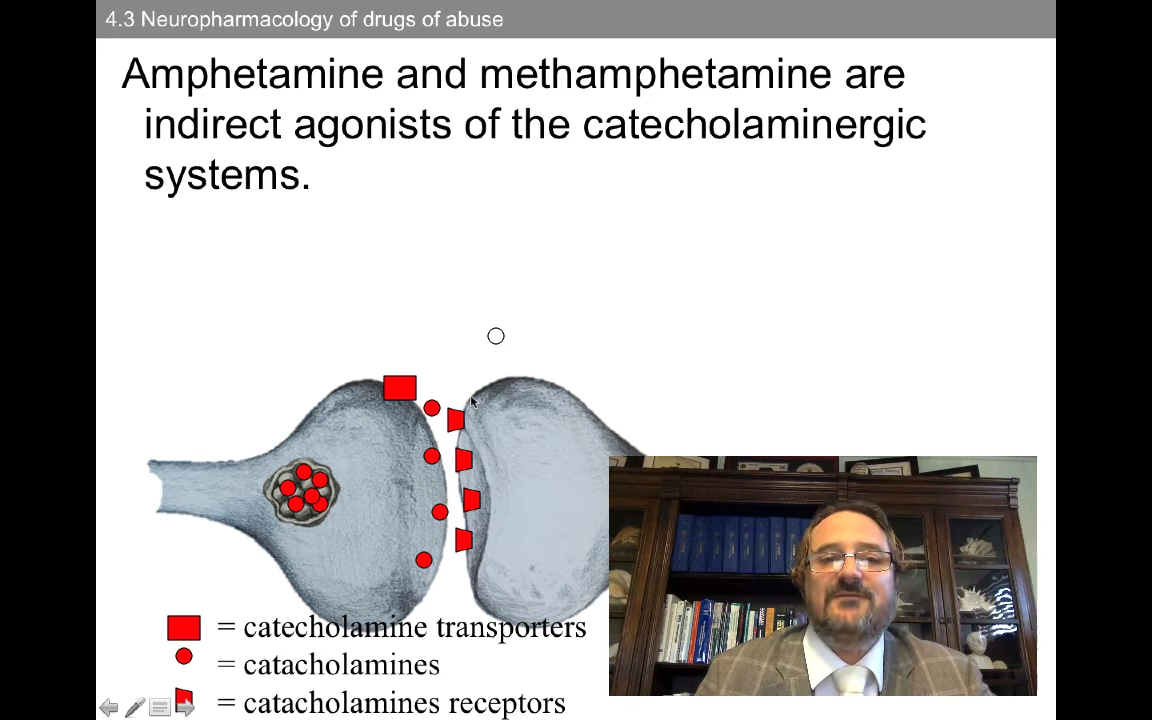 4.3 Neuropharmacology of drugs of abuse
Amphetamine and methamphetamine are
indirect agonists of the catecholaminergic
systems.
= catecholamine transporters
= catacholamines
= catacholamines receptors